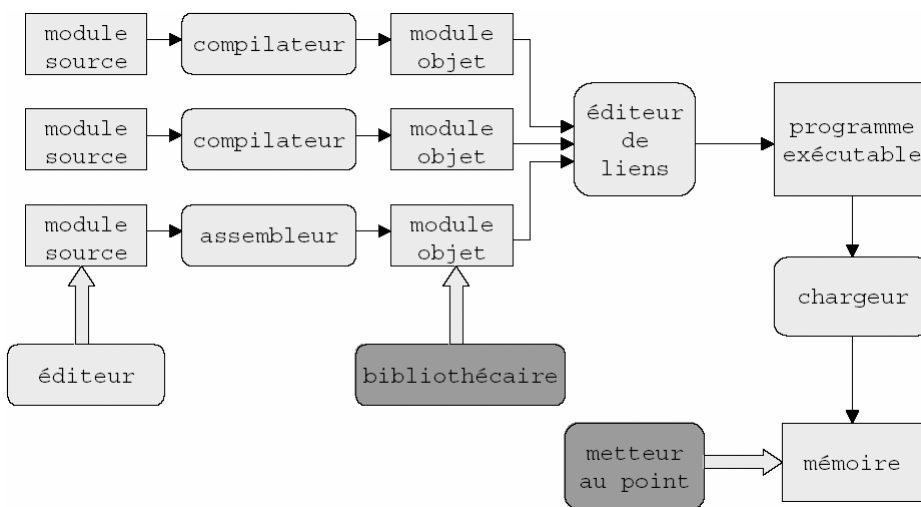 module
source
compilateur
module
objet
module
source
compilateur
module
objet
éditeur
de
liens
programme
exécutable
module
source
assembleur
module
objet
chargeur
éditeur
bibliothécaire
metteur
au point
mémoire